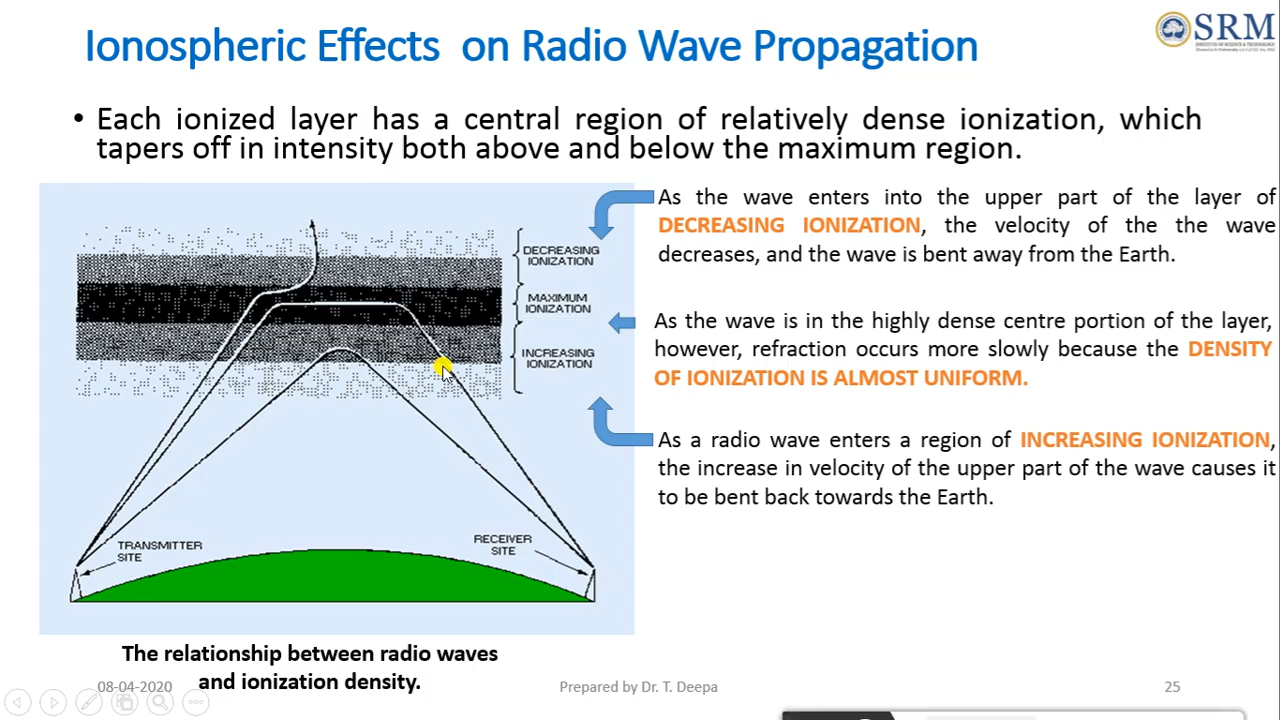 Ionospheric Effects on Radio Wave Propagation
SRM
• Each ionized layer has a central region of relatively dense ionization, which
tapers off in intensity both above and below the maximum region.
As the wave enters into the upper part of the layer of
DECREASING IONIZATION, the velocity of the the wave
decreases, and the wave is bent away from the Earth.
DECREASING
IONIZATION
MAXIMUM
IONIZATION
INCREASING
IONIZATION
As the wave is in the highly dense centre portion of the layer,
however, refraction occurs more slowly because the DENSITY
OF IONIZATION IS ALMOST UNIFORM.
As a radio wave enters a region of INCREASING IONIZATION,
the increase in velocity of the upper part of the wave causes it
to be bent back towards the Earth.
TRANSMITTER
SITE
RECEIVER
SITE
The relationship between radio waves
and ionization density.
08-04-2020
Prepared by Dr. T. Deepa
25